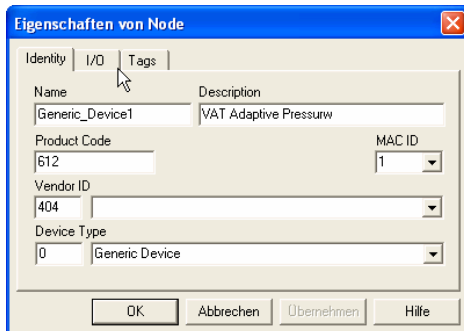 Eigenschaften von Node
Identity I/O Tags
Name Description
Generic_Device1 VAT Adaptive Pressurw
Product Code MAC ID
612 1
Vendor ID
404
Device Type
0 Generic Device
OK Abbrechen Übernehmen Hilfe